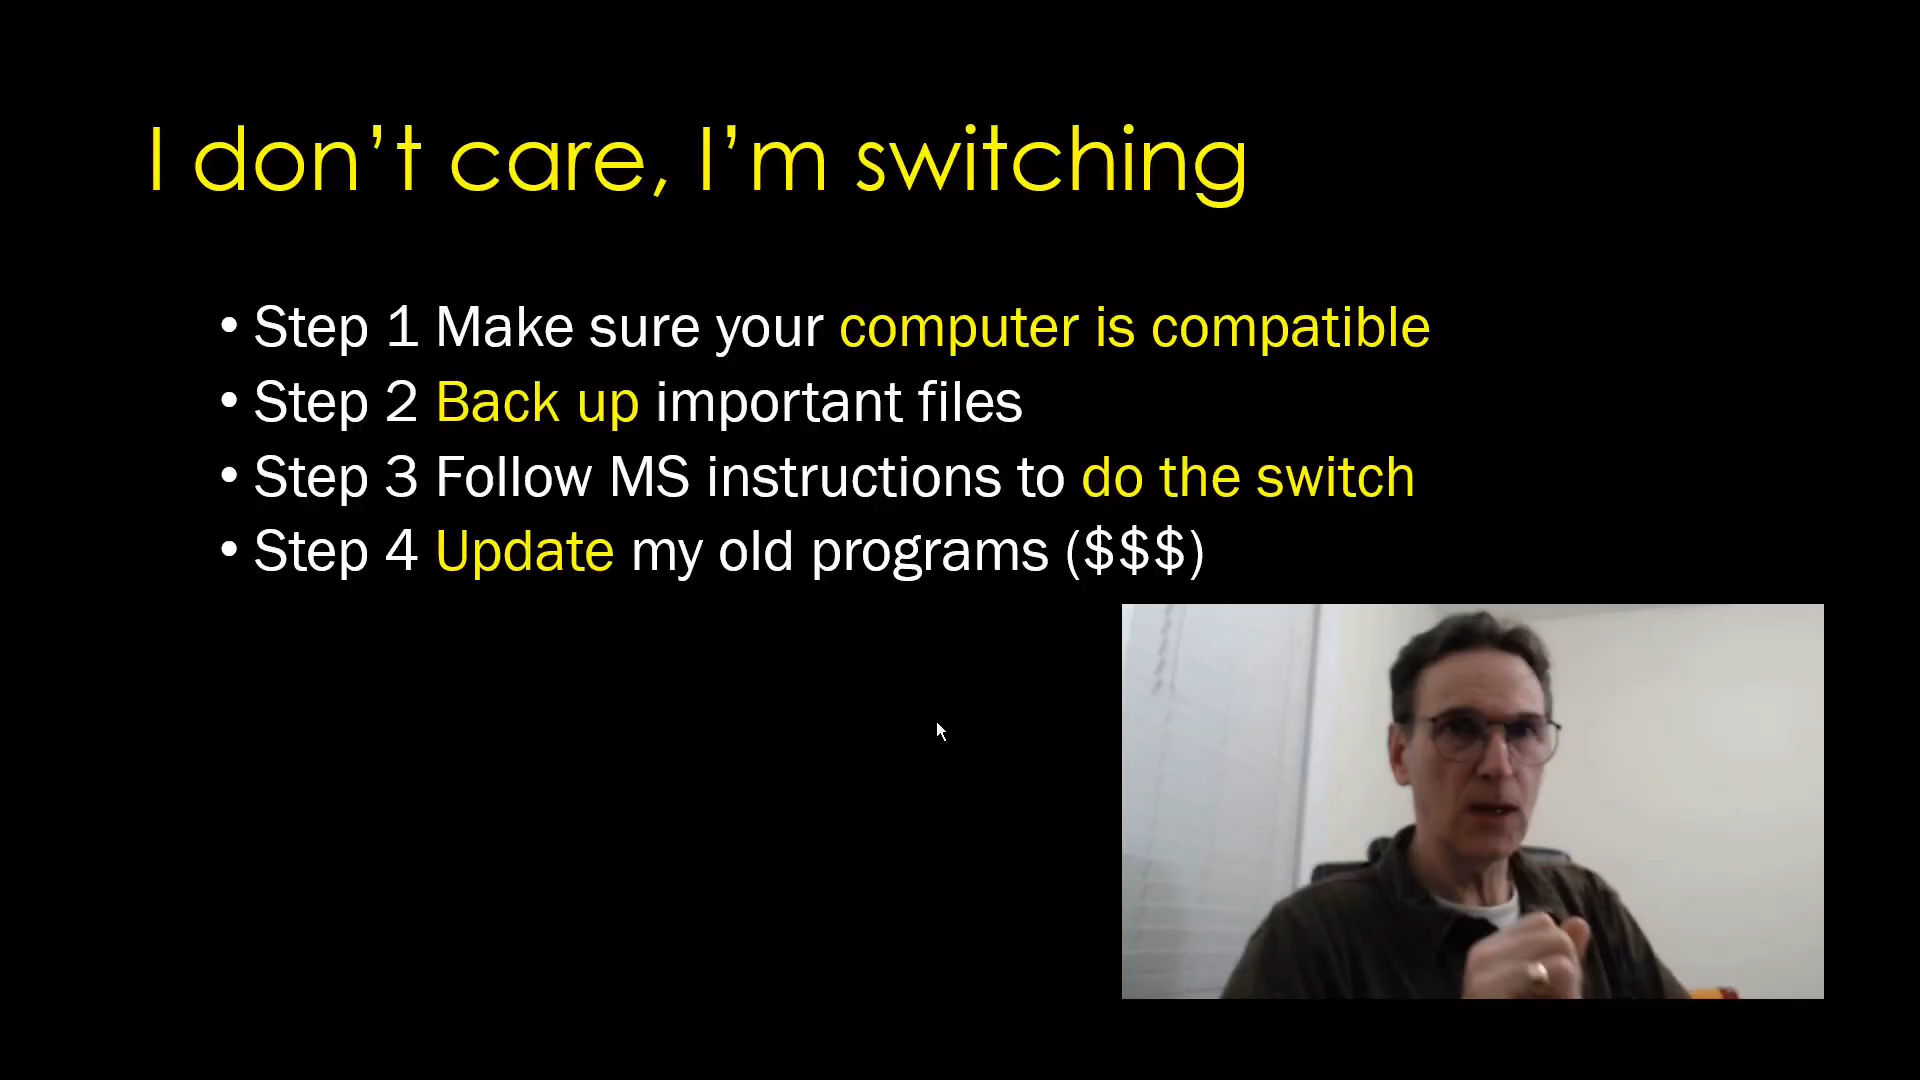 I don’t care, I’m switching
• Step 1 Make sure your computer is compatible
• Step 2 Back up important files
• Step 3 Follow MS instructions to do the switch
• Step 4 Update my old programs ($$$)